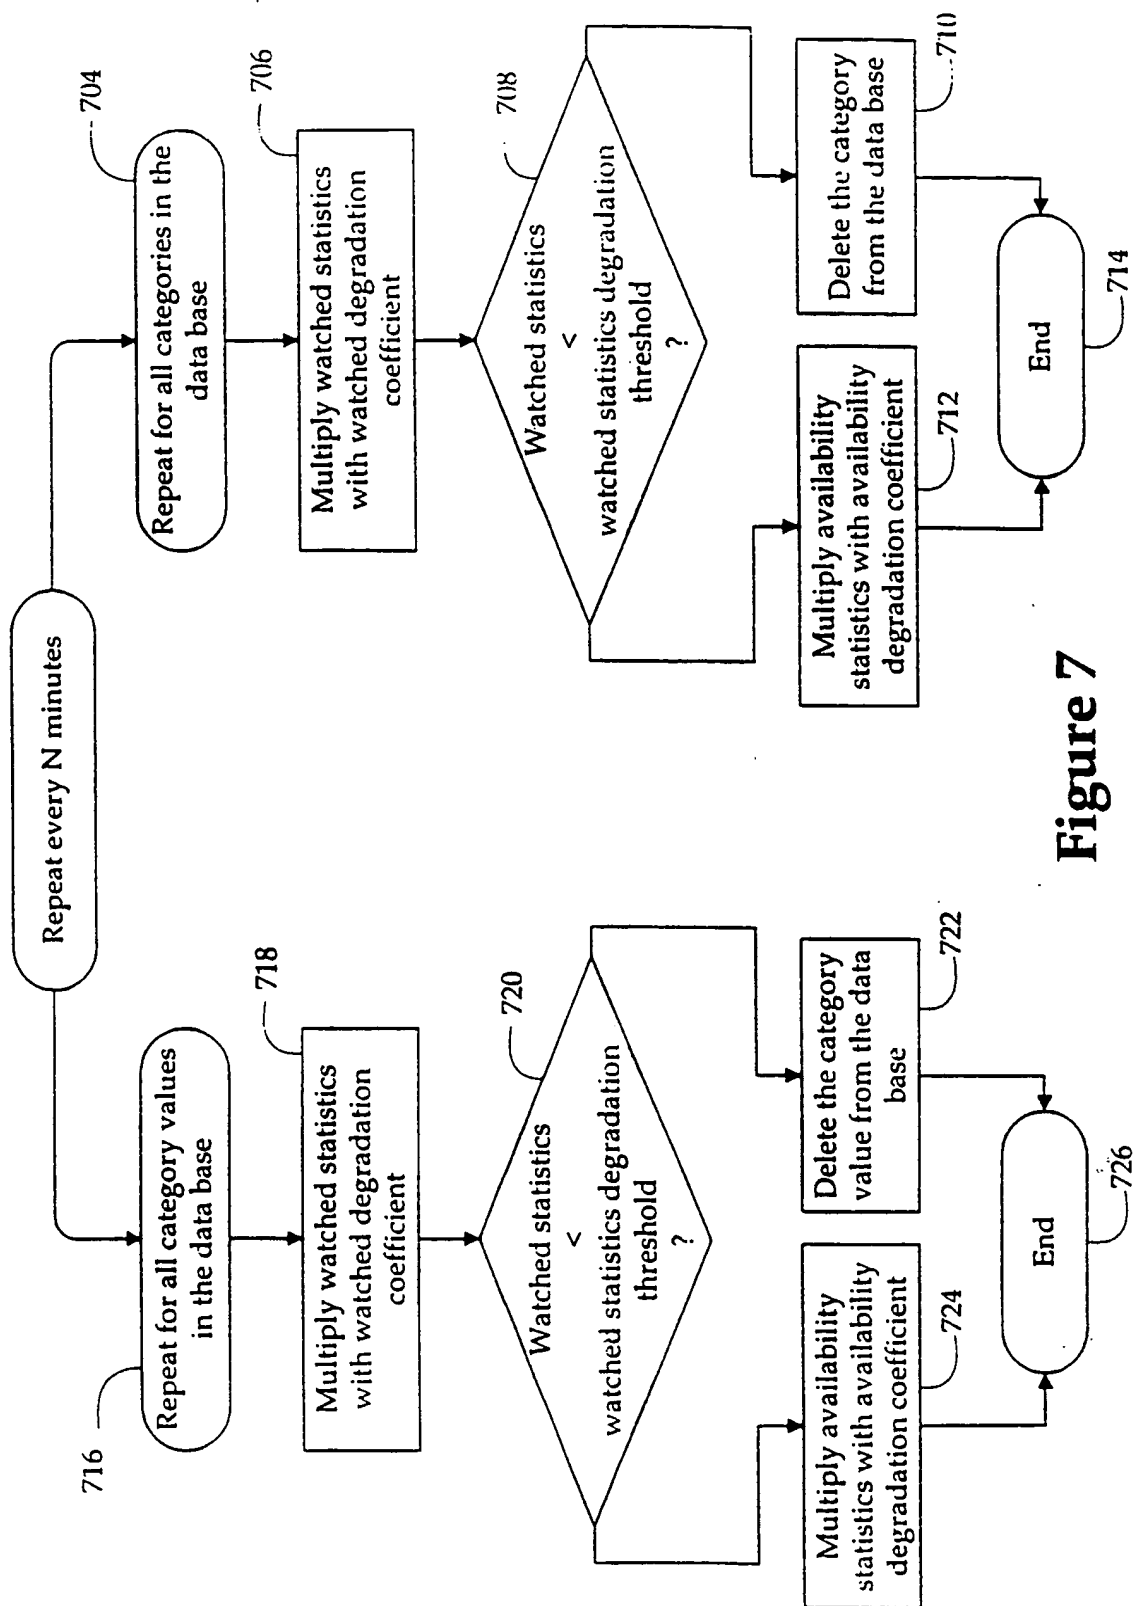 Repeat every N minutes
716
Repeat for all category values
in the data base
718
Multiply watched statistics
with watched degradation
coefficient
720
Watched statistics
<
watched statistics degradation
threshold
?
724
Multiply availability
statistics with availability
degradation coefficient
722
Delete the category
value from the data
base
End
726
704
Repeat for all categories in the
data base
706
Multiply watched statistics
with watched degradation
coefficient
708
Watched statistics
<
watched statistics degradation
threshold
?
712
Multiply availability
statistics with availability
degradation coefficient
710
Delete the category
from the data base
End
714
Figure 7